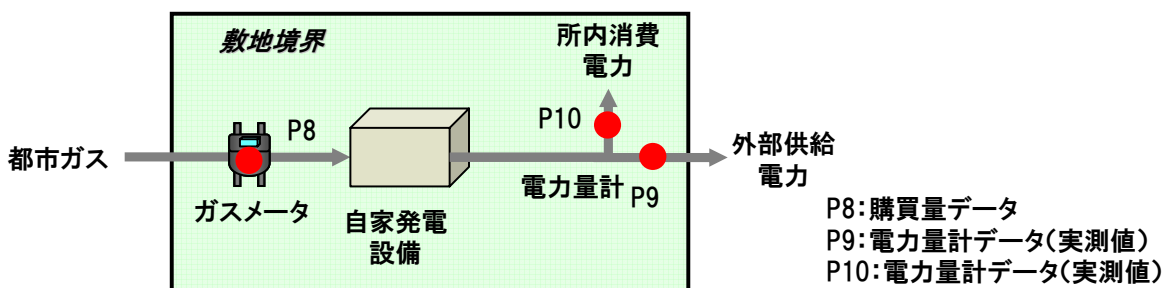 敷地境界
所内消費
電力
P8
P10
都市ガス
外部供給
電力
ガスメータ
電力量計
P9
自家発電
設備
P8:購買量データ
P9:電力量計データ(実測値)
P10:電力量計データ(実測値)